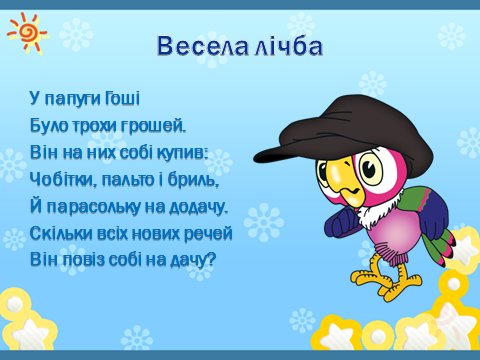 Весела лічба
У папуги Гоші
Було трохи грошей.
Він на них собі купив:
Чобітки, пальто і бриль,
Й парасольку на додачу.
Скільки всіх нових речей
Він повіз собі на дачу?